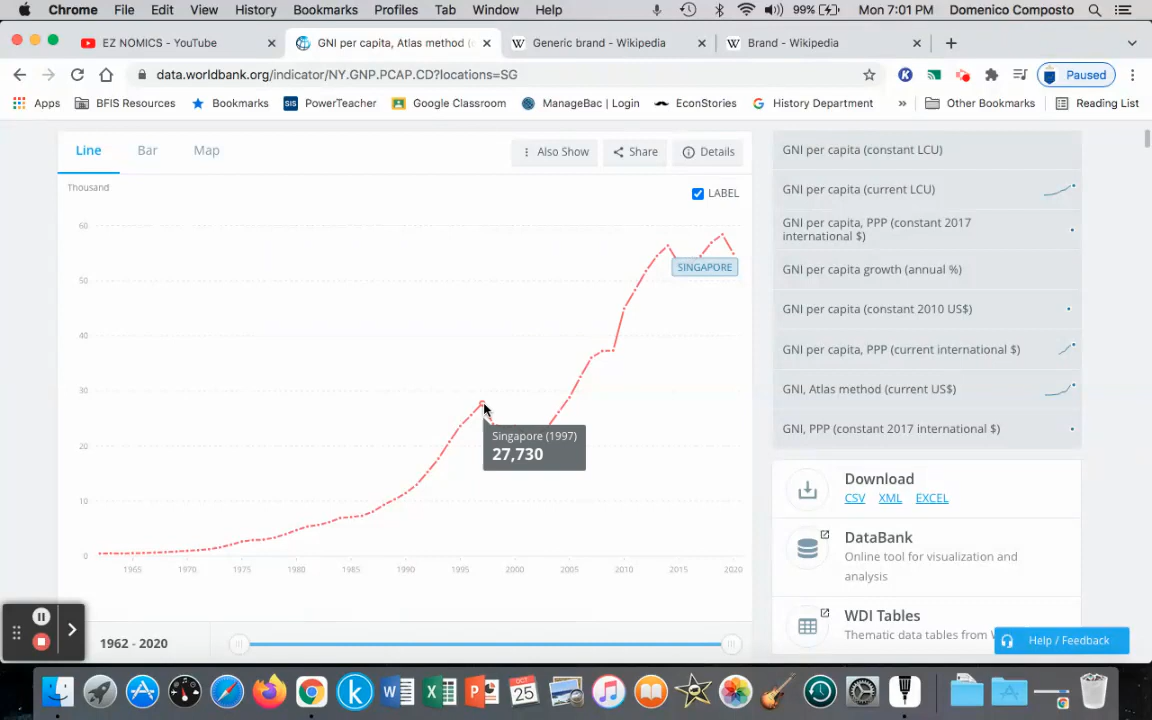 Chrome File Edit View History Bookmarks Profiles Tab Window Help 99% Mon 7:01 PM Domenico Composto
EZ NOMICS - YouTube GNI per capita, Atlas method ( Generic brand - Wikipedia Brand - Wikipedia
data.worldbank.org/indicator/NY.GNP.PCAP.CD?locations=SG Paused
Apps BFIS Resources Bookmarks SIS PowerTeacher Google Classroom ManageBac | Login EconStories History Department » Other Bookmarks Reading List
Line Bar Map Also Show Share Details
Thousand
LABEL
60
50
40
30
20
10
0
SINGAPORE
Singapore (1997)
27,730
1965 1970 1975 1980 1985 1990 1995 2000 2005 2010 2015 2020
1962 - 2020
GNI per capita (constant LCU)
GNI per capita (current LCU)
GNI per capita, PPP (constant 2017
international $)
GNI per capita growth (annual %)
GNI per capita (constant 2010 US$)
GNI per capita, PPP (current international $)
GNI, Atlas method (current US$)
GNI, PPP (constant 2017 international $)
Download
CSV XML EXCEL
DataBank
Online tool for visualization and
analysis
WDI Tables
Thematic data tables from W
Help / Feedback
OCT
25